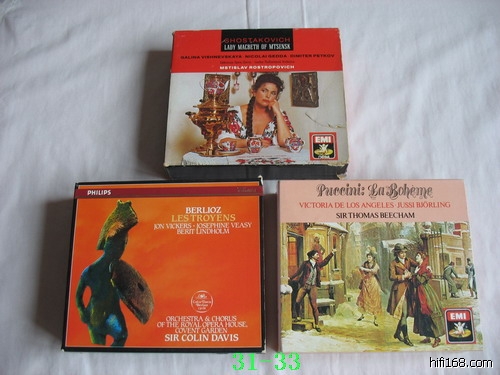 SHOSTAKOVICH
LADY MACBETH OF MTSENSK
GALINA VISHNEVSKAYA · NICOLAI GEDDA · DIMITER PETKOV
MSTISLAV ROSTROPOVICH
EMI
PHILIPS
BERLIOZ
LES TROYENS
JON VICKERS · JOSEPHINE VEASY
BERIT LINDHOLM
ORCHESTRA & CHORUS
OF THE ROYAL OPERA HOUSE,
COVENT GARDEN
SIR COLIN DAVIS
Puccini: La Bohème
VICTORIA DE LOS ANGELES · JUSSI BJÖRLING
SIR THOMAS BEECHAM
EMI
31 33
hifi168.com